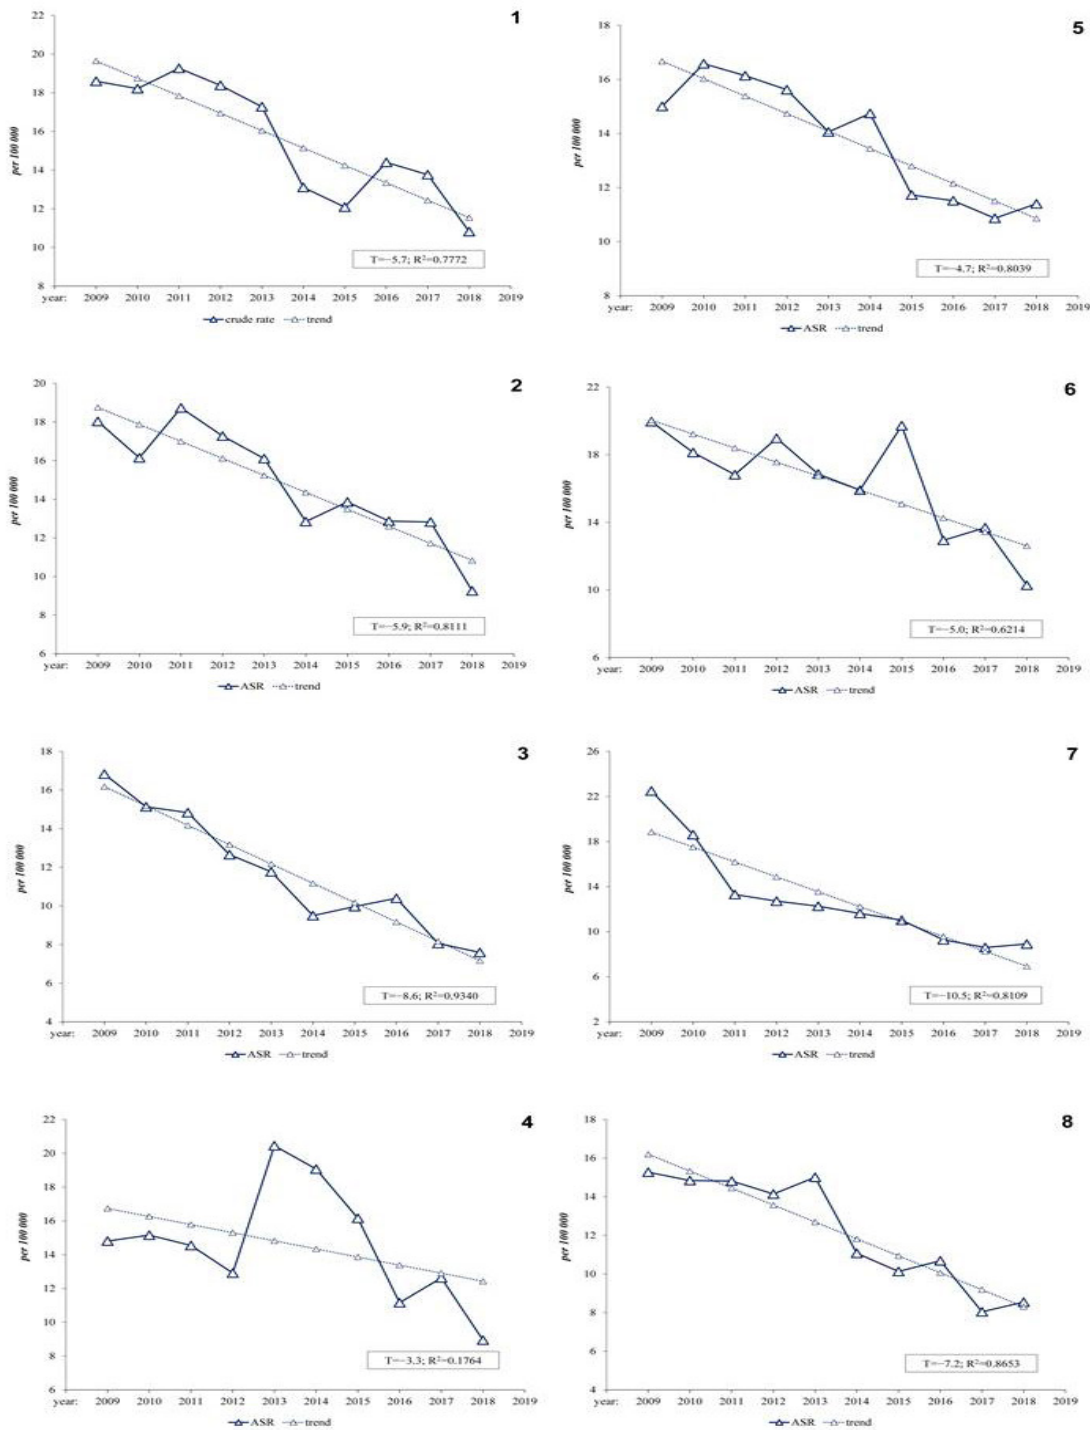 1
22
20
18
16
14
12
10
8
per 100 000
T=−5.7; R²=0.7772
year: 2009 2010 2011 2012 2013 2014 2015 2016 2017 2018 2019
crude rate trend
2
20
18
16
14
12
10
8
6
per 100 000
T=−5.9; R²=0.8111
year: 2009 2010 2011 2012 2013 2014 2015 2016 2017 2018 2019
ASR trend
3
18
16
14
12
10
8
6
4
per 100 000
T=−8.6; R²=0.9340
year: 2009 2010 2011 2012 2013 2014 2015 2016 2017 2018 2019
ASR trend
4
22
20
18
16
14
12
10
8
6
per 100 000
T=−3.3; R²=0.1764
year: 2009 2010 2011 2012 2013 2014 2015 2016 2017 2018 2019
ASR trend
5
18
16
14
12
10
8
per 100 000
T=−4.7; R²=0.8039
year: 2009 2010 2011 2012 2013 2014 2015 2016 2017 2018 2019
ASR trend
6
22
18
14
10
6
per 100 000
T=−5.0; R²=0.6214
year: 2009 2010 2011 2012 2013 2014 2015 2016 2017 2018 2019
ASR trend
7
26
22
18
14
10
6
2
per 100 000
T=−10.5; R²=0.8109
year: 2009 2010 2011 2012 2013 2014 2015 2016 2017 2018 2019
ASR trend
8
18
16
14
12
10
8
6
4
per 100 000
T=−7.2; R²=0.8653
year: 2009 2010 2011 2012 2013 2014 2015 2016 2017 2018 2019
ASR trend